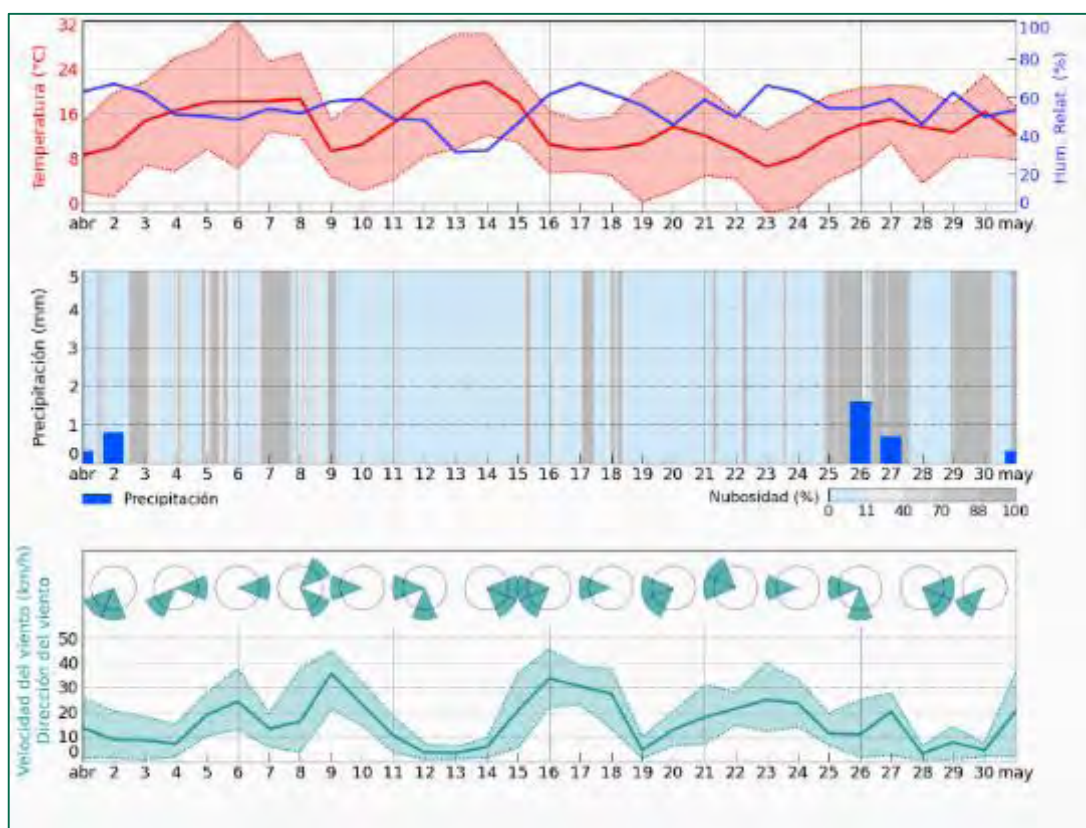 Temperatura (°C)
32
24
16
8
0
100
80
60
40
20
0
Hum. Relat. (%)
abr 2 3 4 5 6 7 8 9 10 11 12 13 14 15 16 17 18 19 20 21 22 23 24 25 26 27 28 29 30 may
Precipitación (mm)
5
4
3
2
1
0
abr 2 3 4 5 6 7 8 9 10 11 12 13 14 15 16 17 18 19 20 21 22 23 24 25 26 27 28 29 30 may
Precipitación
Nubosidad (%)
0 11 40 70 88 100
Velocidad del viento (km/h)
Dirección del viento
50
40
30
20
10
0
abr 2 3 4 5 6 7 8 9 10 11 12 13 14 15 16 17 18 19 20 21 22 23 24 25 26 27 28 29 30 may